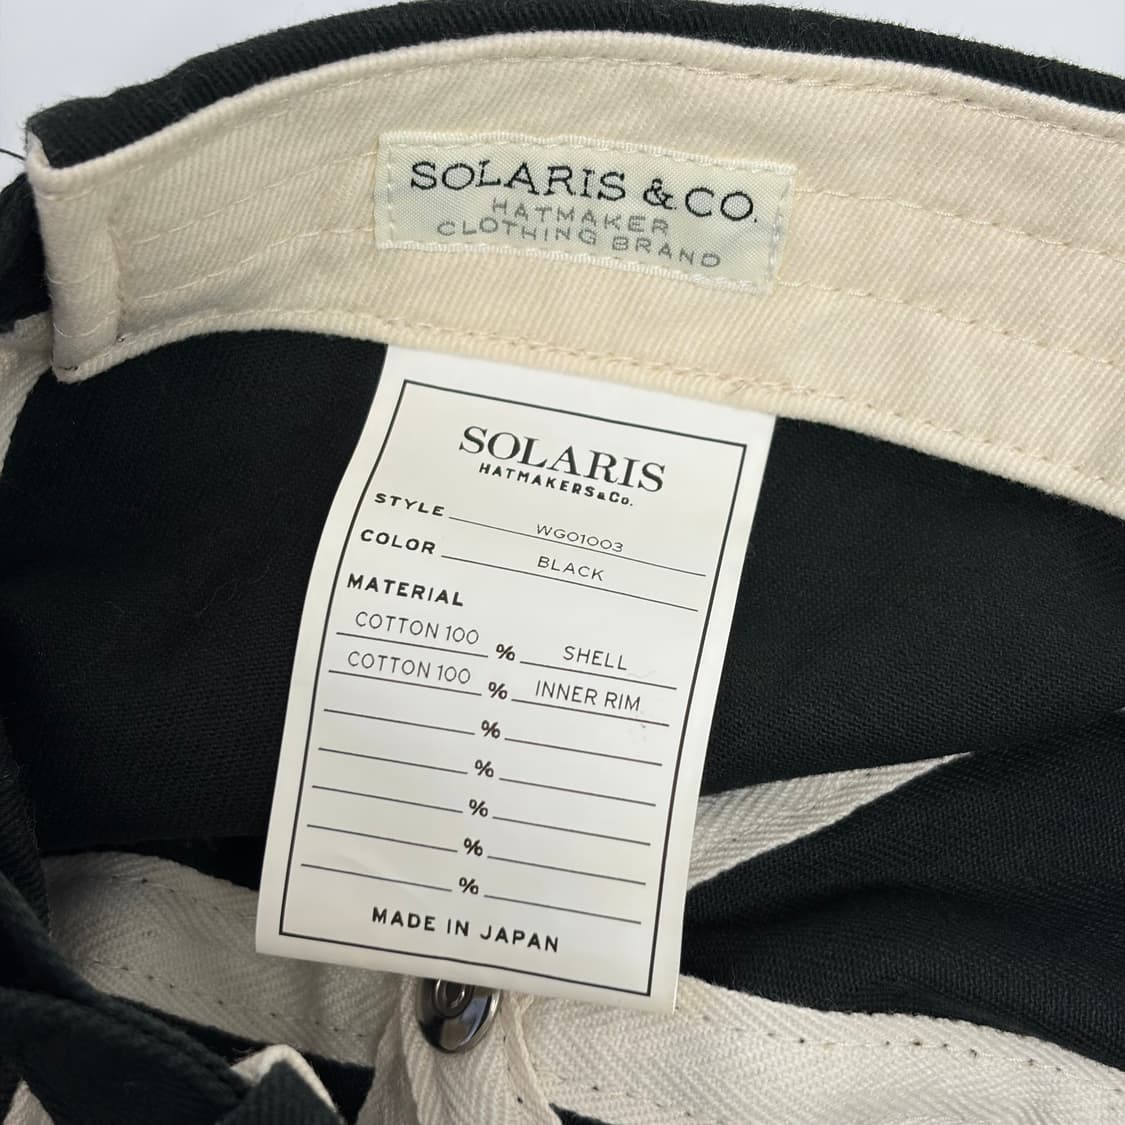 SOLARIS & CO.
HATMAKER
CLOTHING BRAND
SOLARIS
HATMAKERS&Co.
STYLE WG01003
COLOR BLACK
MATERIAL
COTTON 100 % SHELL
COTTON 100 % INNER RIM
%
%
%
%
%
MADE IN JAPAN